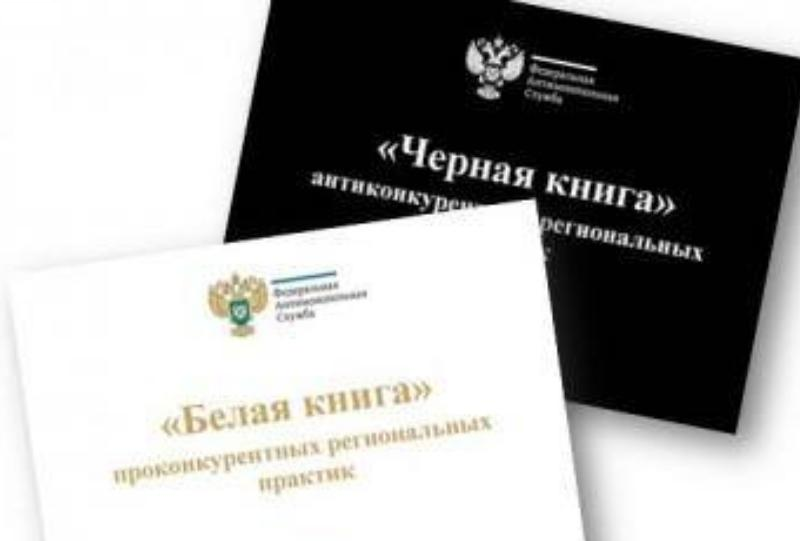 Федеральная
Антимонопольная
Служба
«Черная книга»
региональных
Федеральная
Антимонопольная
Служба
«Белая книга»
проконкурентных региональных
практик